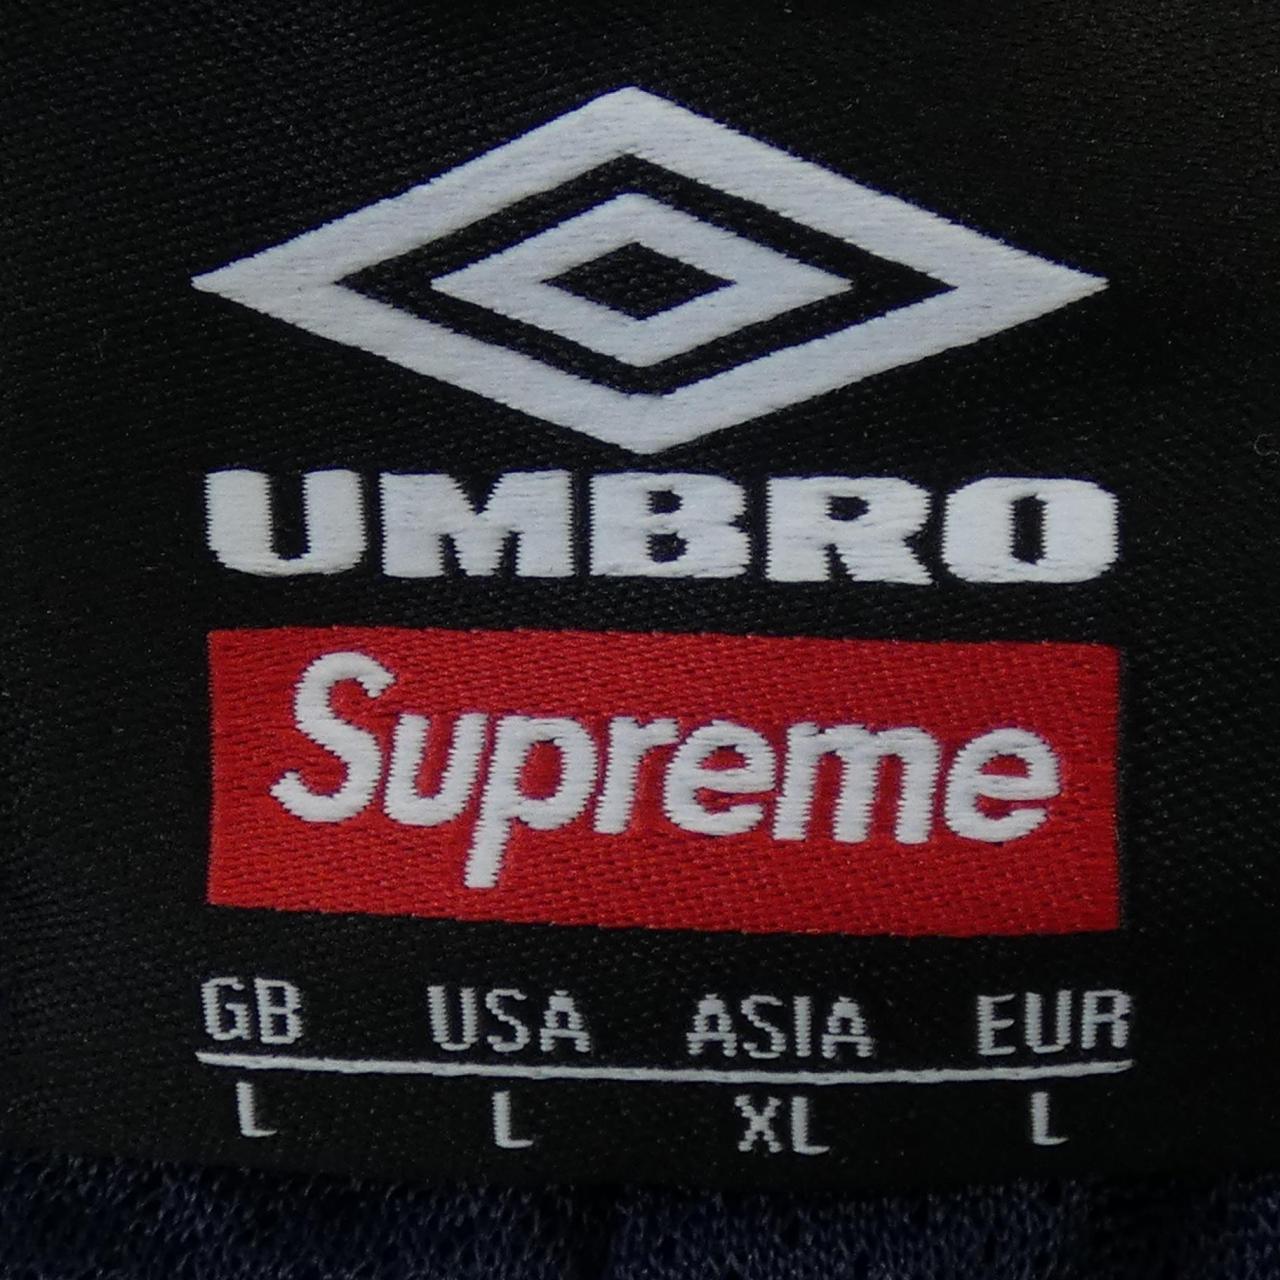 UMBRO
Supreme
GB USA ASIA EUR
L L XL L